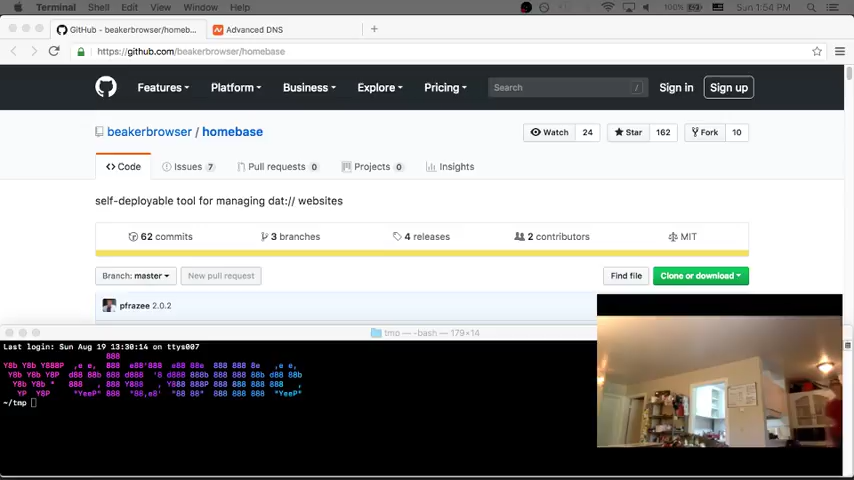 Terminal Shell Edit View Window Help 100% Sun 1:54 PM
GitHub - beakerbrowser/homeb... Advanced DNS
https://github.com/beakerbrowser/homebase
Features Platform Business Explore Pricing Search / Sign in Sign up
beakerbrowser / homebase Watch 24 Star 162 Fork 10
Code Issues 7 Pull requests 0 Projects 0 Insights
self-deployable tool for managing dat:// websites
62 commits 3 branches 4 releases 2 contributors MIT
Branch: master New pull request Find file Clone or download
pfrazee 2.0.2
tmp — -bash — 179×14
Last login: Sun Aug 19 13:30:14 on ttys007
~/tmp